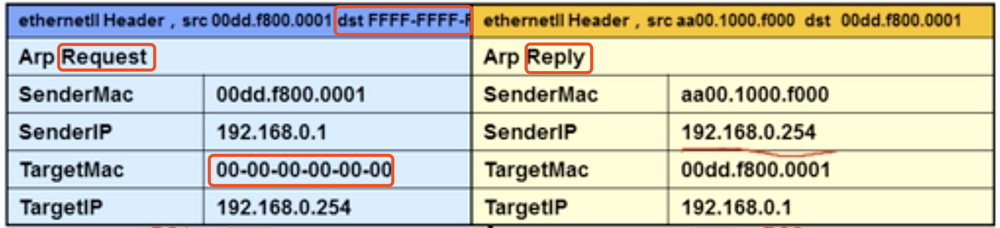 ethernetII Header , src 00dd.f800.0001 dst FFFF-FFFF-F
Arp Request
SenderMac 00dd.f800.0001
SenderIP 192.168.0.1
TargetMac 00-00-00-00-00-00
TargetIP 192.168.0.254
ethernetII Header , src aa00.1000.f000 dst 00dd.f800.0001
Arp Reply
SenderMac aa00.1000.f000
SenderIP 192.168.0.254
TargetMac 00dd.f800.0001
TargetIP 192.168.0.1